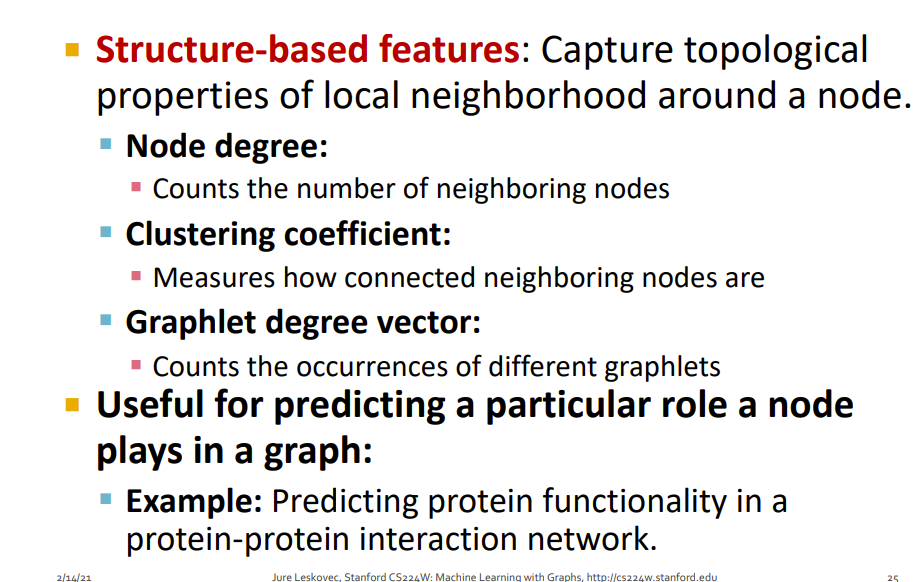 Structure-based features: Capture topological
properties of local neighborhood around a node.
Node degree:
Counts the number of neighboring nodes
Clustering coefficient:
Measures how connected neighboring nodes are
Graphlet degree vector:
Counts the occurrences of different graphlets
Useful for predicting a particular role a node
plays in a graph:
Example: Predicting protein functionality in a
protein-protein interaction network.
2/14/21 Jure Leskovec, Stanford CS224W: Machine Learning with Graphs, http://cs224w.stanford.edu 25